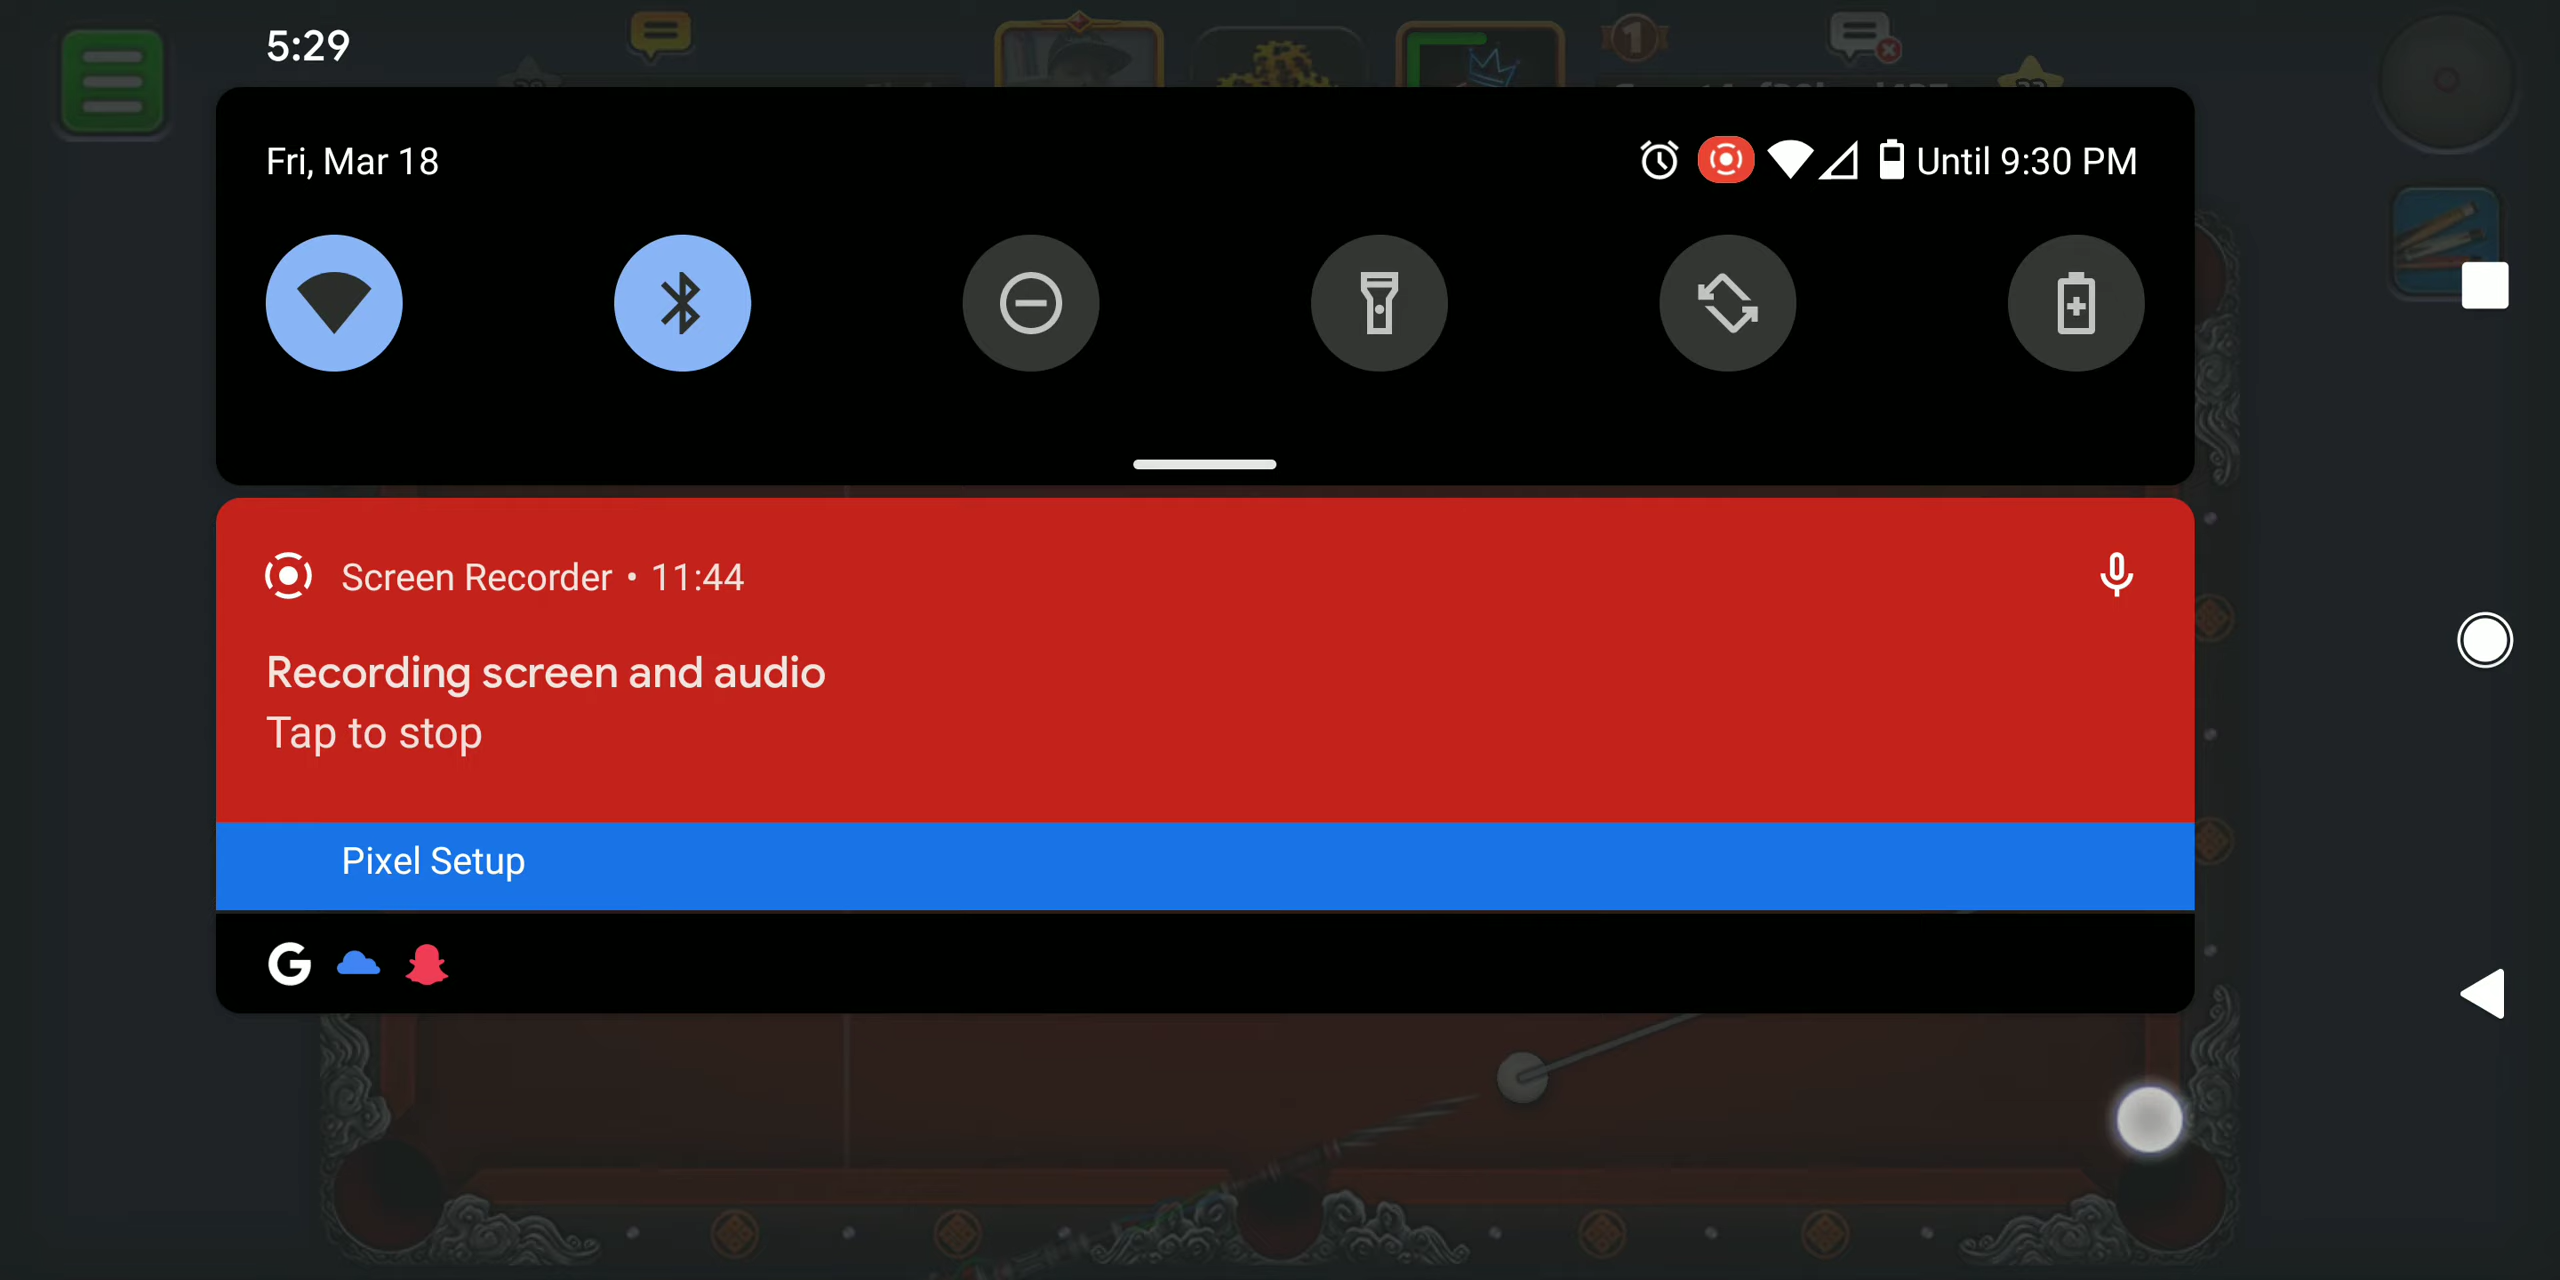 5:29
Fri, Mar 18
Until 9:30 PM
Screen Recorder • 11:44
Recording screen and audio
Tap to stop
Pixel Setup